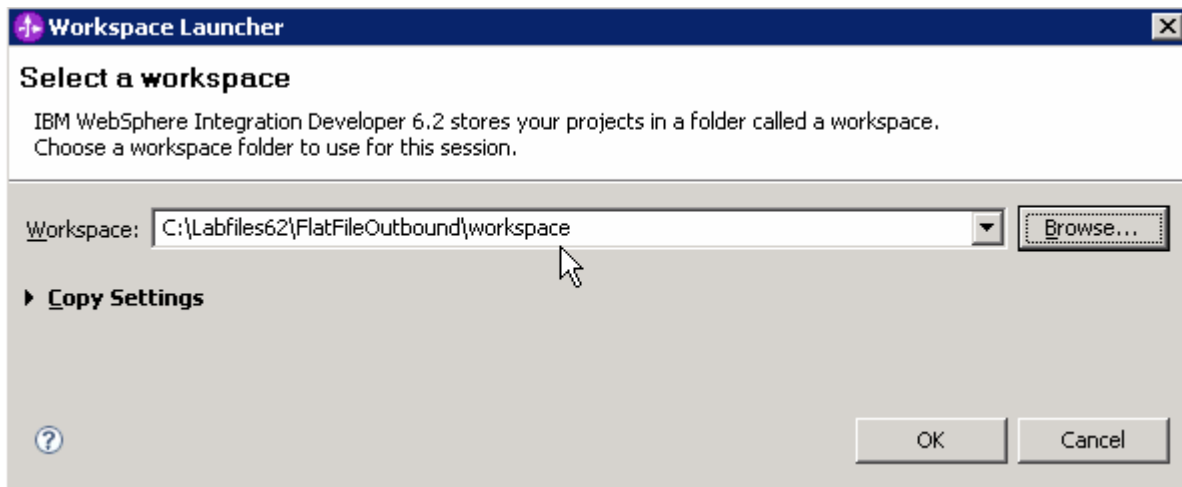 Workspace Launcher
Select a workspace
IBM WebSphere Integration Developer 6.2 stores your projects in a folder called a workspace.
Choose a workspace folder to use for this session.
Workspace: C:\Labfiles62\FlatFileOutbound\workspace Browse...
Copy Settings
? OK Cancel